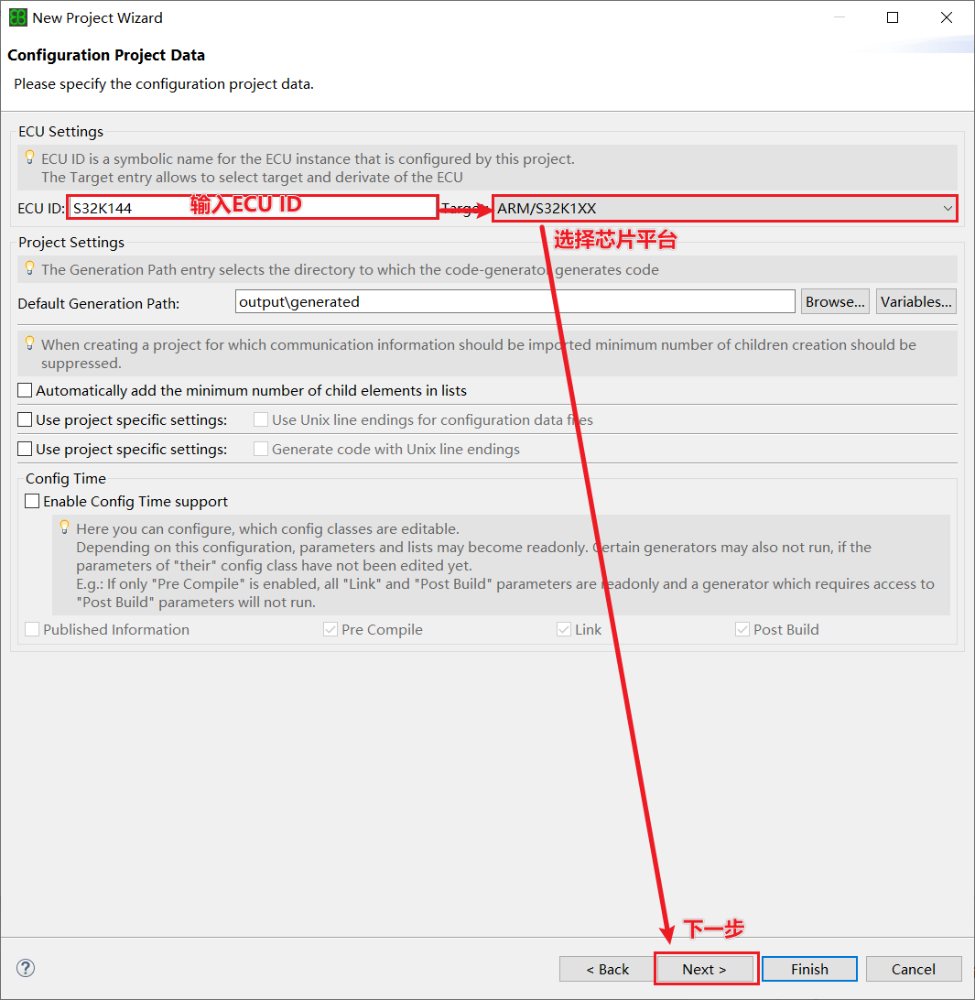 New Project Wizard
Configuration Project Data
Please specify the configuration project data.
ECU Settings
ECU ID is a symbolic name for the ECU instance that is configured by this project.
The Target entry allows to select target and derivate of the ECU
ECU ID: S32K144 输入ECU ID Target: ARM/S32K1XX
选择芯片平台
Project Settings
The Generation Path entry selects the directory to which the code-generator generates code
Default Generation Path: output\generated Browse... Variables...
When creating a project for which communication information should be imported minimum number of children creation should be
suppressed.
Automatically add the minimum number of child elements in lists
Use project specific settings: Use Unix line endings for configuration data files
Use project specific settings: Generate code with Unix line endings
Config Time
Enable Config Time support
Here you can configure, which config classes are editable.
Depending on this configuration, parameters and lists may become readonly. Certain generators may also not run, if the
parameters of "their" config class have not been edited yet.
E.g.: If only "Pre Compile" is enabled, all "Link" and "Post Build" parameters are readonly and a generator which requires access to
"Post Build" parameters will not run.
Published Information Pre Compile Link Post Build
下一步
< Back Next > Finish Cancel